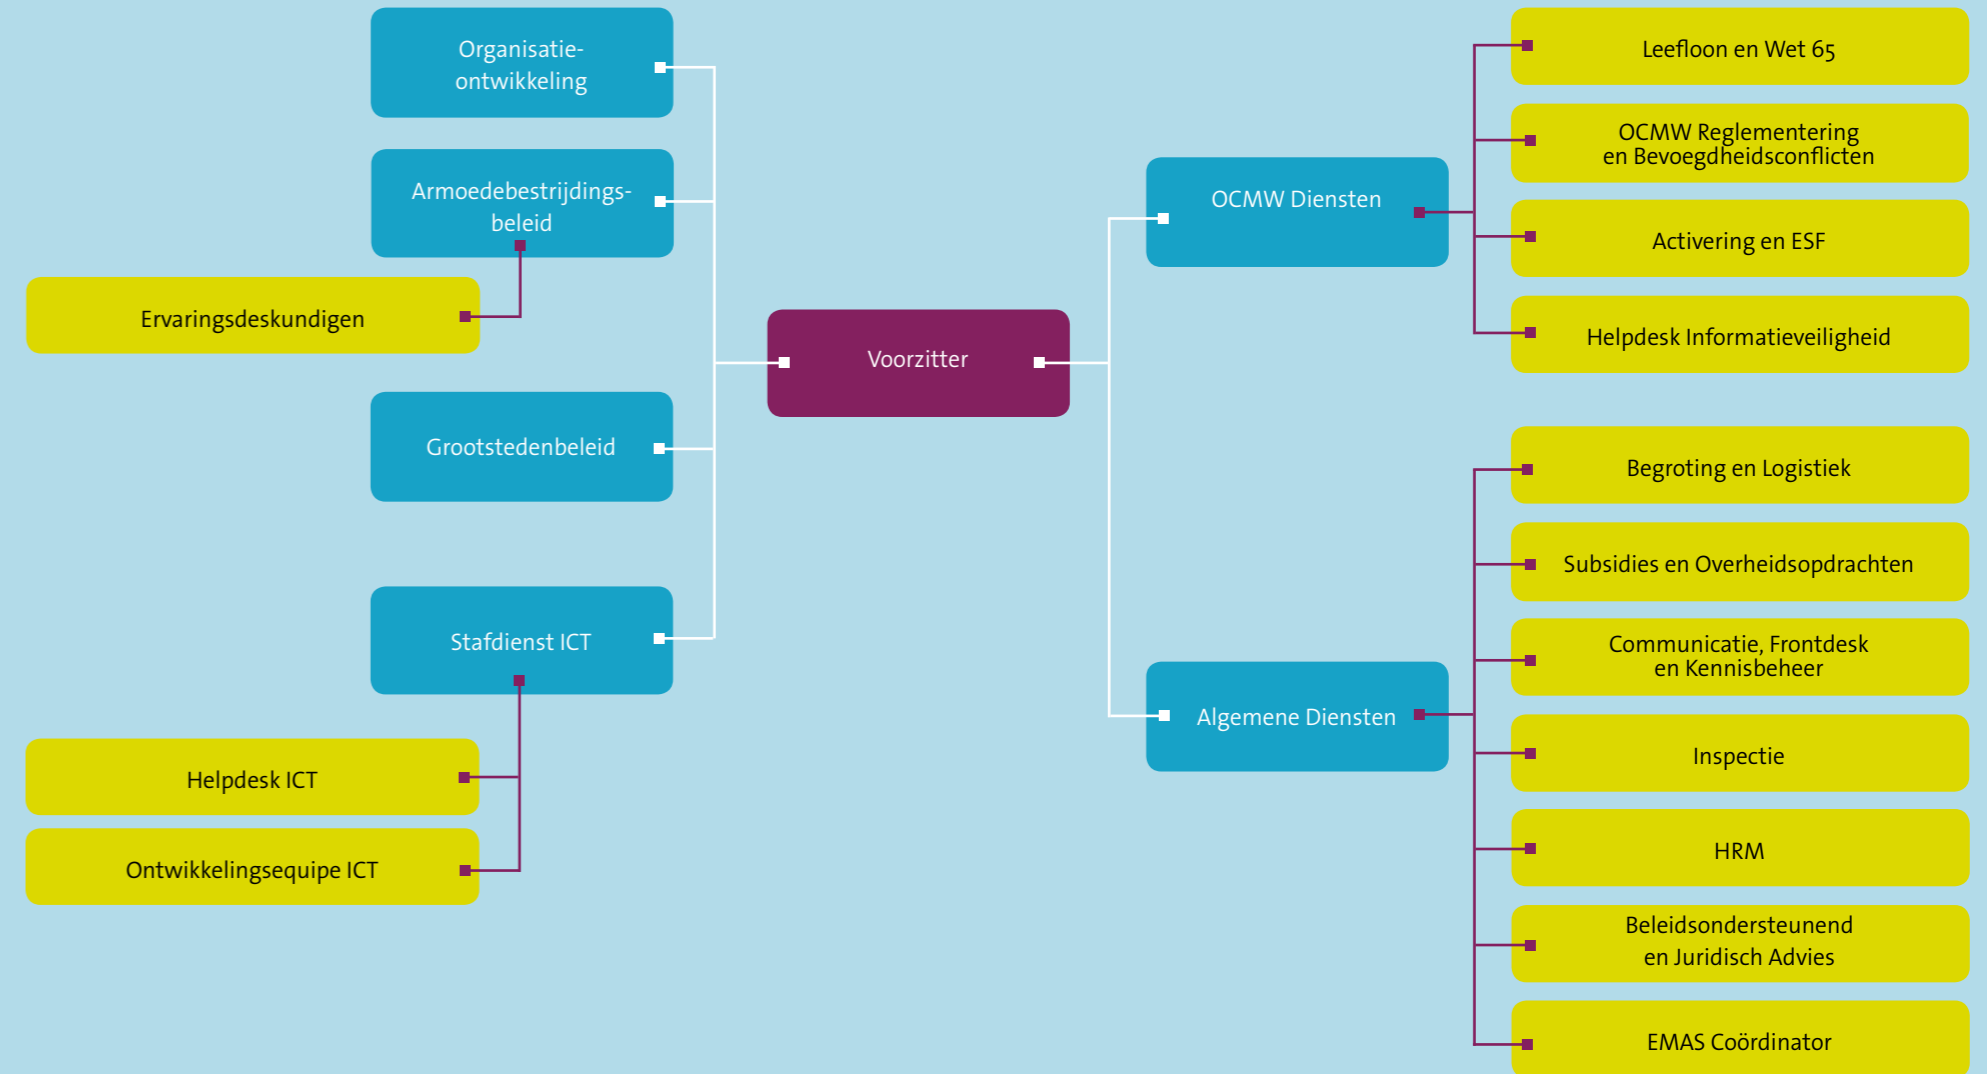 Organisatie-
ontwikkeling
Armoedebestrijdings-
beleid
Ervaringsdeskundigen
Grootstedenbeleid
Stafdienst ICT
Helpdesk ICT
Ontwikkelingsequipe ICT
Voorzitter
OCMW Diensten
Leefloon en Wet 65
OCMW Reglementering
en Bevoegdheidsconflicten
Activering en ESF
Helpdesk Informatieveiligheid
Algemene Diensten
Begroting en Logistiek
Subsidies en Overheidsopdrachten
Communicatie, Frontdesk
en Kennisbeheer
Inspectie
HRM
Beleidsondersteunend
en Juridisch Advies
EMAS Coördinator